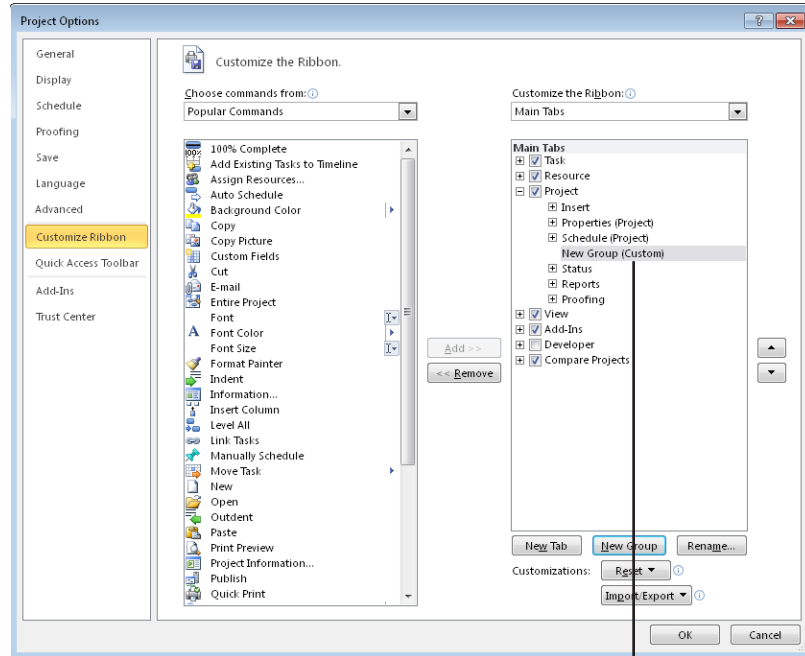 Project Options
General
Display
Schedule
Proofing
Save
Language
Advanced
Customize Ribbon
Quick Access Toolbar
Add-Ins
Trust Center
Customize the Ribbon.
Choose commands from:
Popular Commands
100% Complete
Add Existing Tasks to Timeline
Assign Resources...
Auto Schedule
Background Color
Copy
Copy Picture
Custom Fields
Cut
E-mail
Entire Project
Font
Font Color
Font Size
Format Painter
Indent
Information...
Insert Column
Level All
Link Tasks
Manually Schedule
Move Task
New
Open
Outdent
Paste
Print Preview
Project Information...
Publish
Quick Print
Add >>
<< Remove
Customize the Ribbon:
Main Tabs
Main Tabs
Task
Resource
Project
Insert
Properties (Project)
Schedule (Project)
New Group (Custom)
Status
Reports
Proofing
View
Add-Ins
Developer
Compare Projects
New Tab
New Group
Rename...
Customizations:
Reset
Import/Export
OK
Cancel